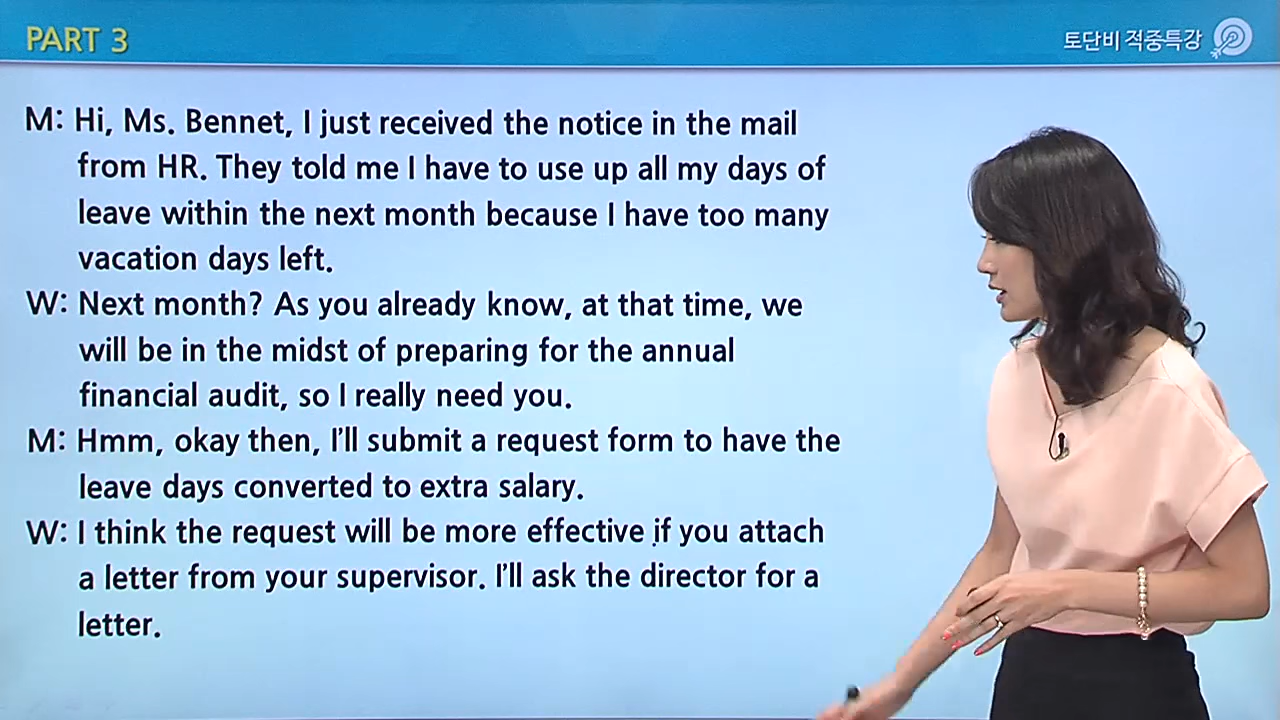 PART 3
토단비 적중특강
M: Hi, Ms. Bennet, I just received the notice in the mail
from HR. They told me I have to use up all my days of
leave within the next month because I have too many
vacation days left.
W: Next month? As you already know, at that time, we
will be in the midst of preparing for the annual
financial audit, so I really need you.
M: Hmm, okay then, I'll submit a request form to have the
leave days converted to extra salary.
W: I think the request will be more effective if you attach
a letter from your supervisor. I'll ask the director for a
letter.